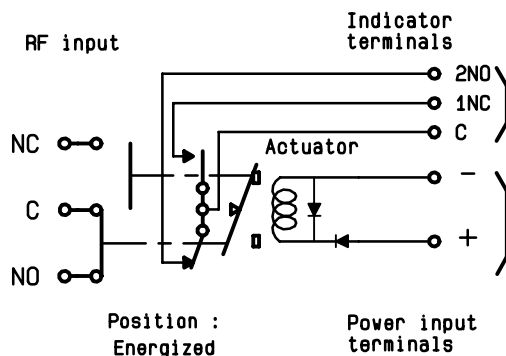 RF input
Indicator
terminals
2NO
1NC
C
Actuator
NC
C
NO
-
+
Position :
Energized
Power input
terminals